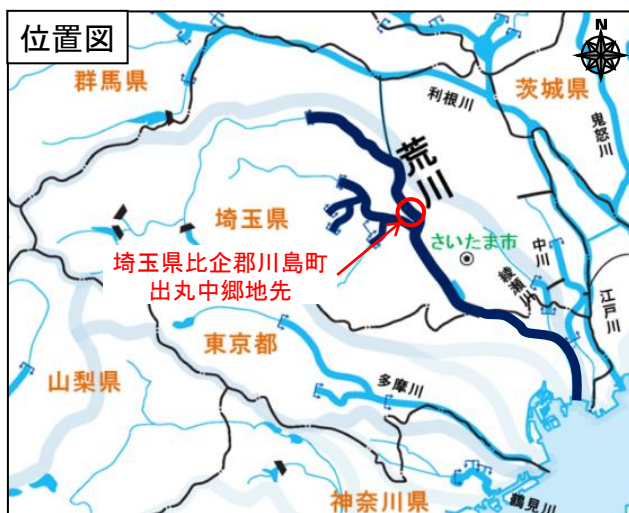 位置図
N
群馬県
利根川
茨城県
鬼怒川
荒川
埼玉県
さいたま市
埼玉県比企郡川島町
出丸中郷地先
中川
綾瀬川
江戸川
東京都
山梨県
多摩川
神奈川県
鶴見川